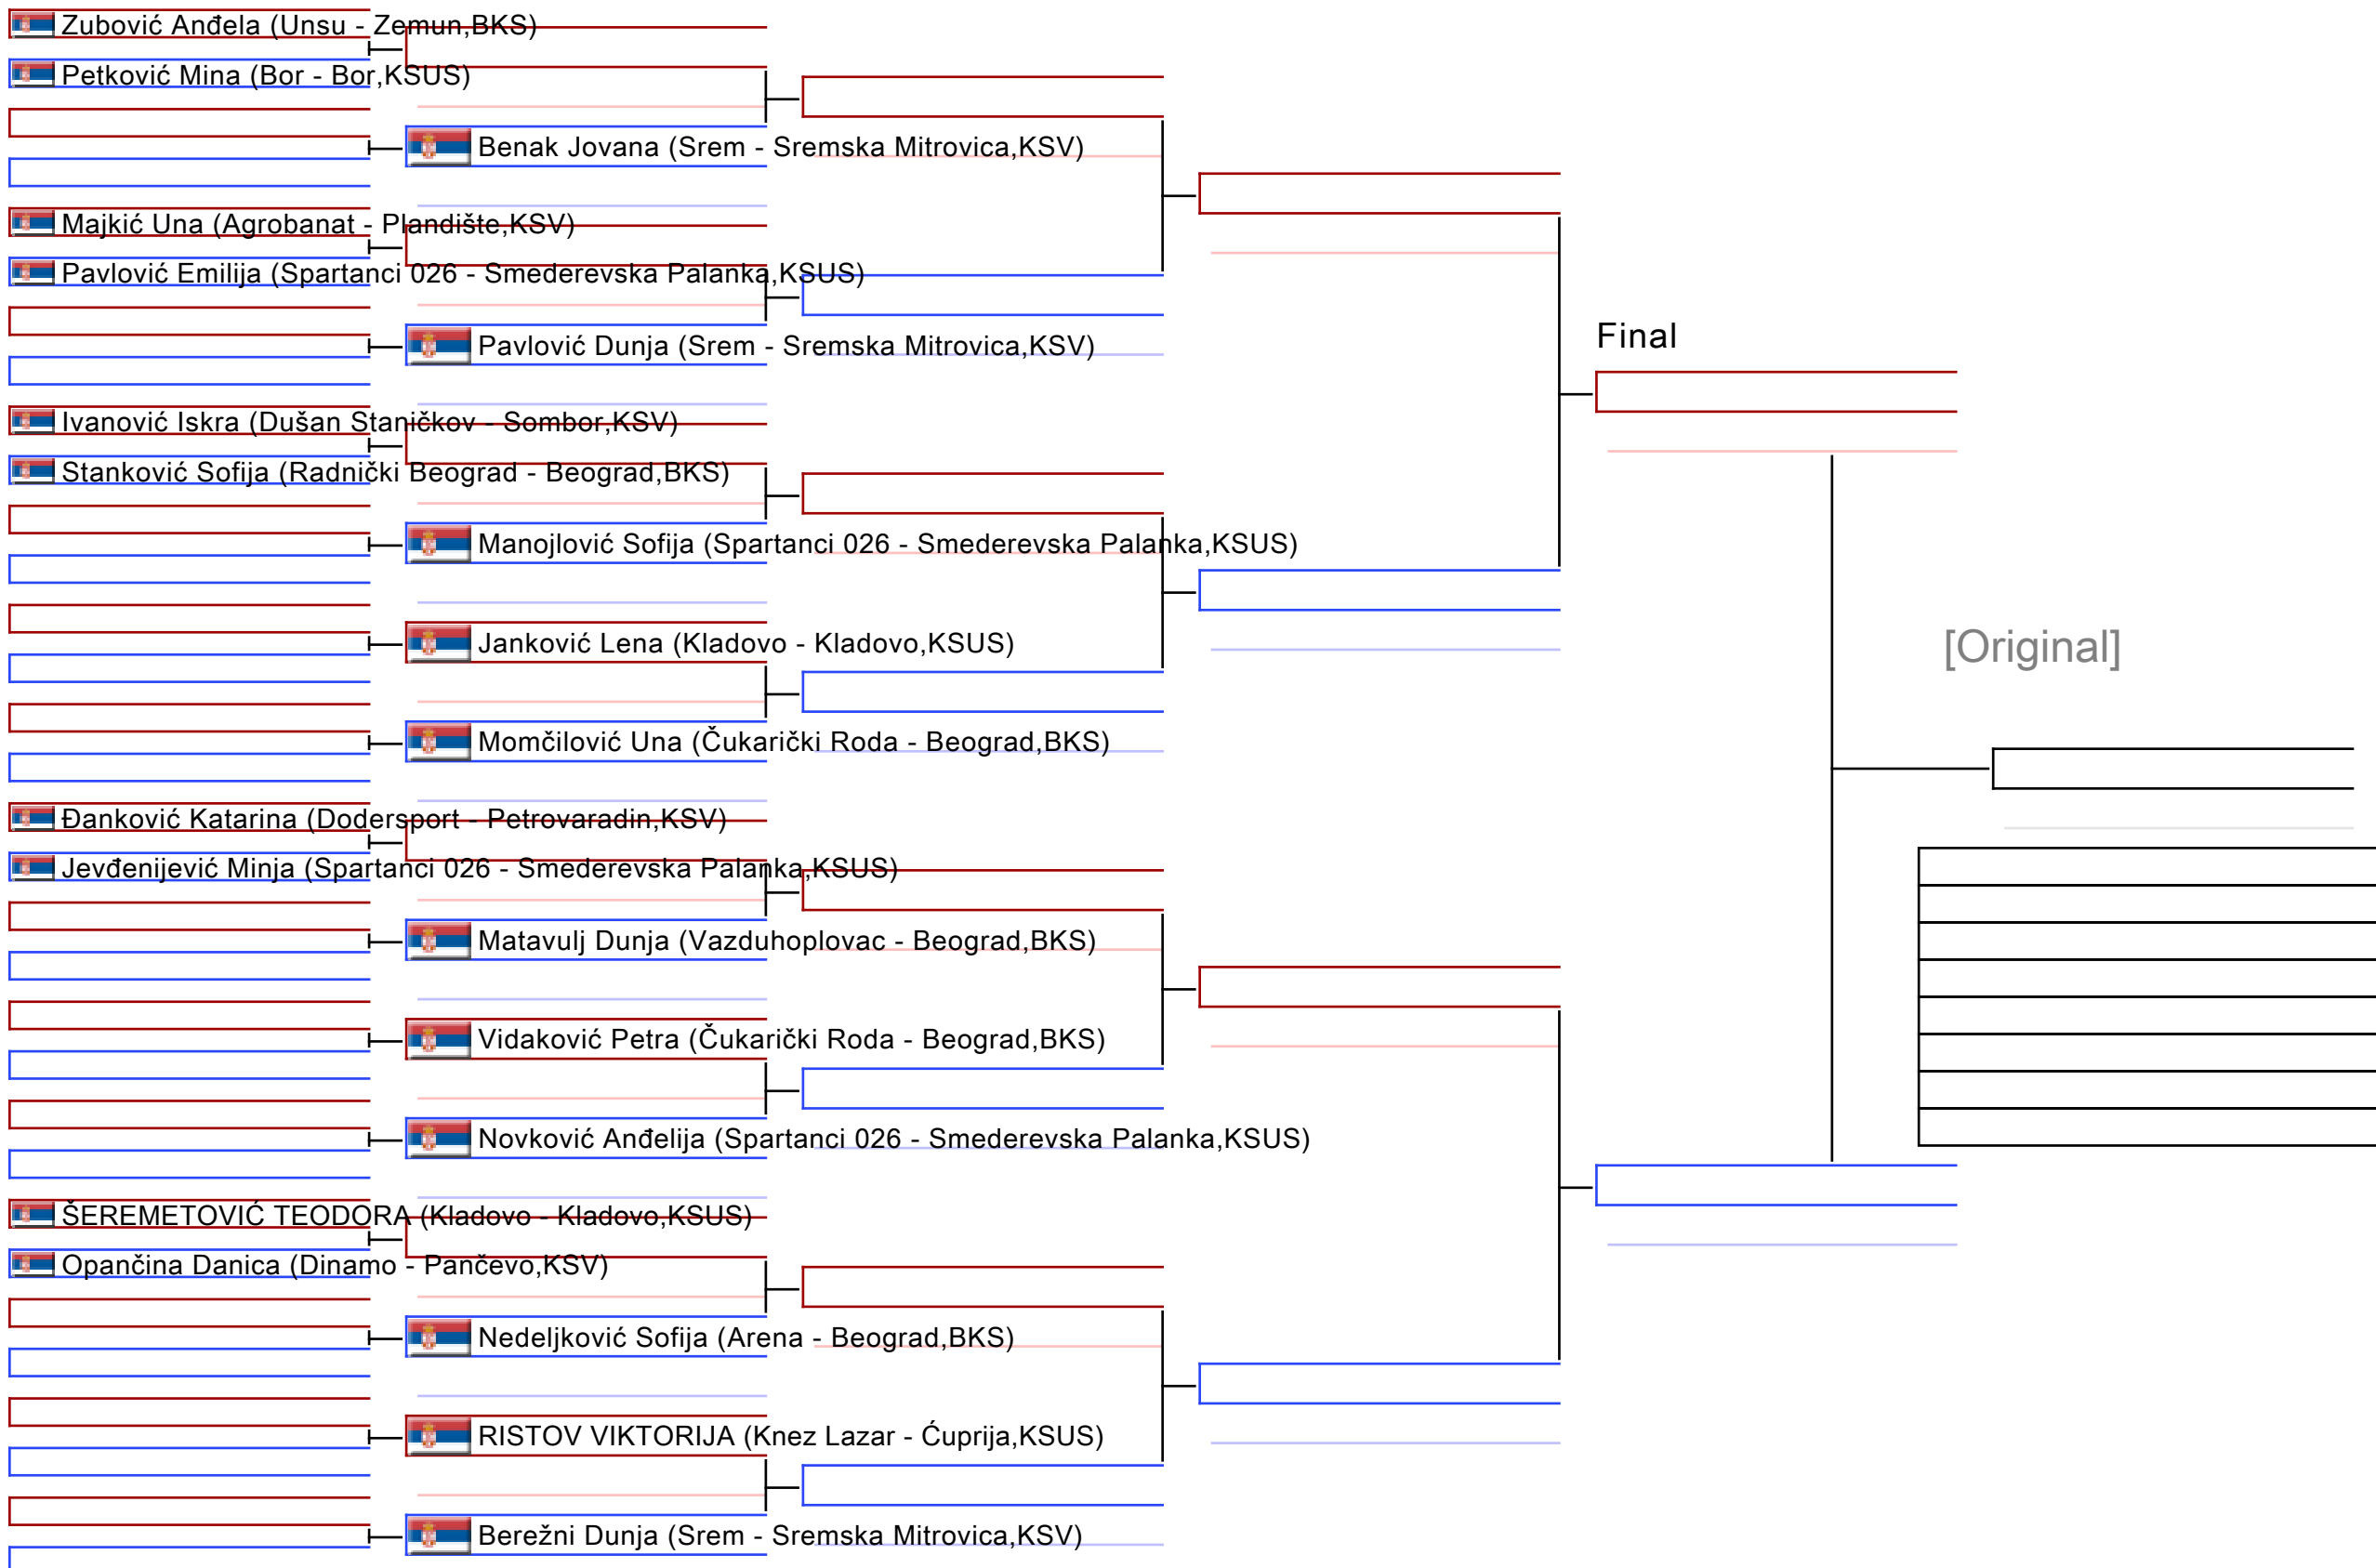 Zubović Anđela (Unsu - Zemun,BKS)
Petković Mina (Bor - Bor,KSUS)
Benak Jovana (Srem - Sremska Mitrovica,KSV)
Majkić Una (Agrobanat - Plandište,KSV)
Pavlović Emilija (Spartanci 026 - Smederevska Palanka,KSUS)
Pavlović Dunja (Srem - Sremska Mitrovica,KSV)
Final
Ivanović Iskra (Dušan Staničkov - Sombor,KSV)
Stanković Sofija (Radnički Beograd - Beograd,BKS)
Manojlović Sofija (Spartanci 026 - Smederevska Palanka,KSUS)
Janković Lena (Kladovo - Kladovo,KSUS)
[Original]
Momčilović Una (Čukarički Roda - Beograd,BKS)
Đanković Katarina (Dodersport - Petrovaradin,KSV)
Jevđenijević Minja (Spartanci 026 - Smederevska Palanka,KSUS)
Matavulj Dunja (Vazduhoplovac - Beograd,BKS)
Vidaković Petra (Čukarički Roda - Beograd,BKS)
Novković Anđelija (Spartanci 026 - Smederevska Palanka,KSUS)
ŠEREMETOVIĆ TEODORA (Kladovo - Kladovo,KSUS)
Opančina Danica (Dinamo - Pančevo,KSV)
Nedeljković Sofija (Arena - Beograd,BKS)
RISTOV VIKTORIJA (Knez Lazar - Ćuprija,KSUS)
Berežni Dunja (Srem - Sremska Mitrovica,KSV)